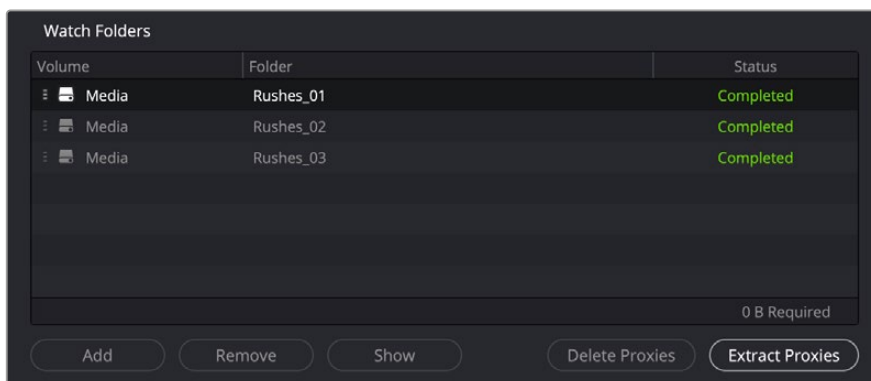 Watch Folders
Volume Folder Status
Media Rushes_01 Completed
Media Rushes_02 Completed
Media Rushes_03 Completed
0 B Required
Add Remove Show Delete Proxies Extract Proxies